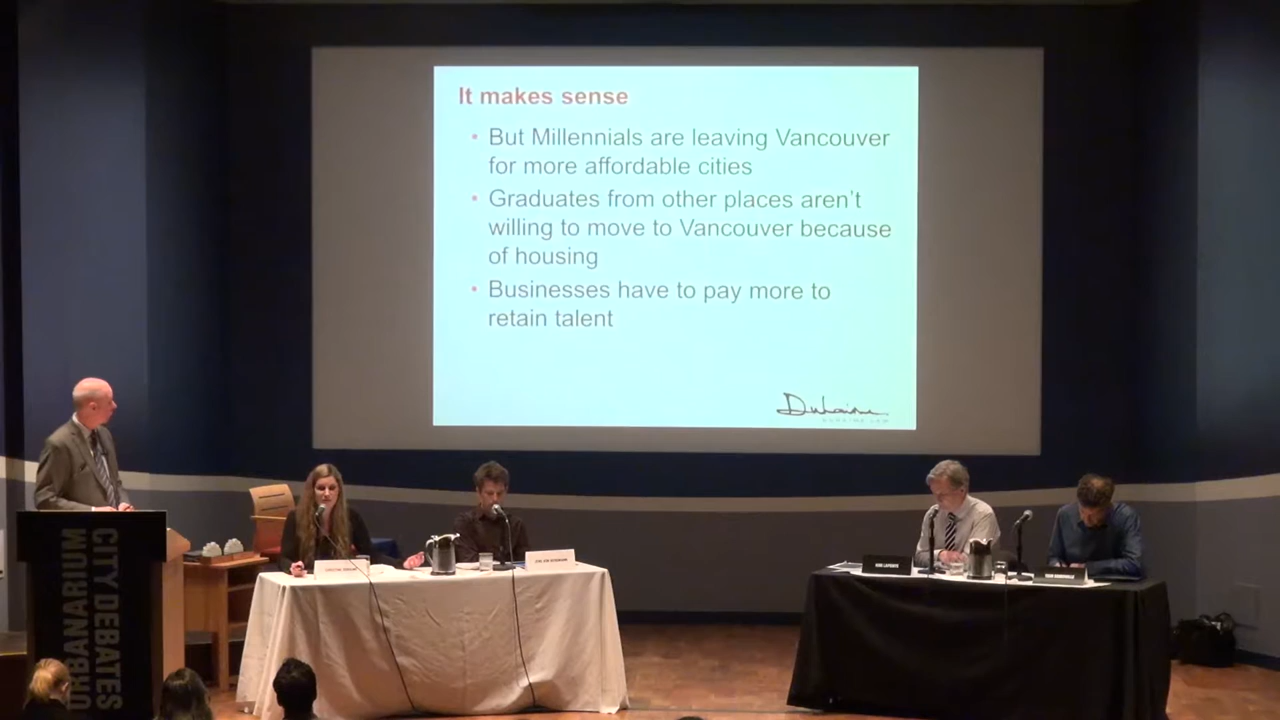 It makes sense
• But Millennials are leaving Vancouver
for more affordable cities
• Graduates from other places aren't
willing to move to Vancouver because
of housing
• Businesses have to pay more to
retain talent
Duhaime
URBANARIUM
CITY DEBATES